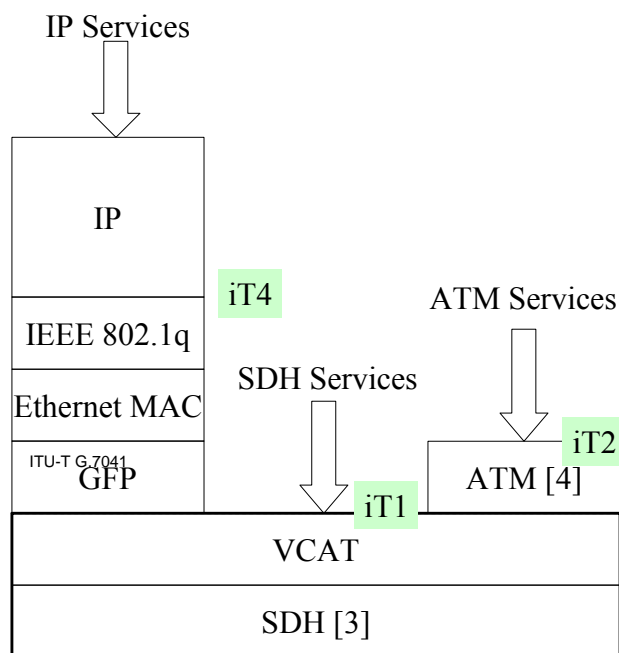 IP Services
IP
iT4
ATM Services
IEEE 802.1q
SDH Services
Ethernet MAC
iT2
ITU-T G.7041
GFP
ATM [4]
iT1
VCAT
SDH [3]